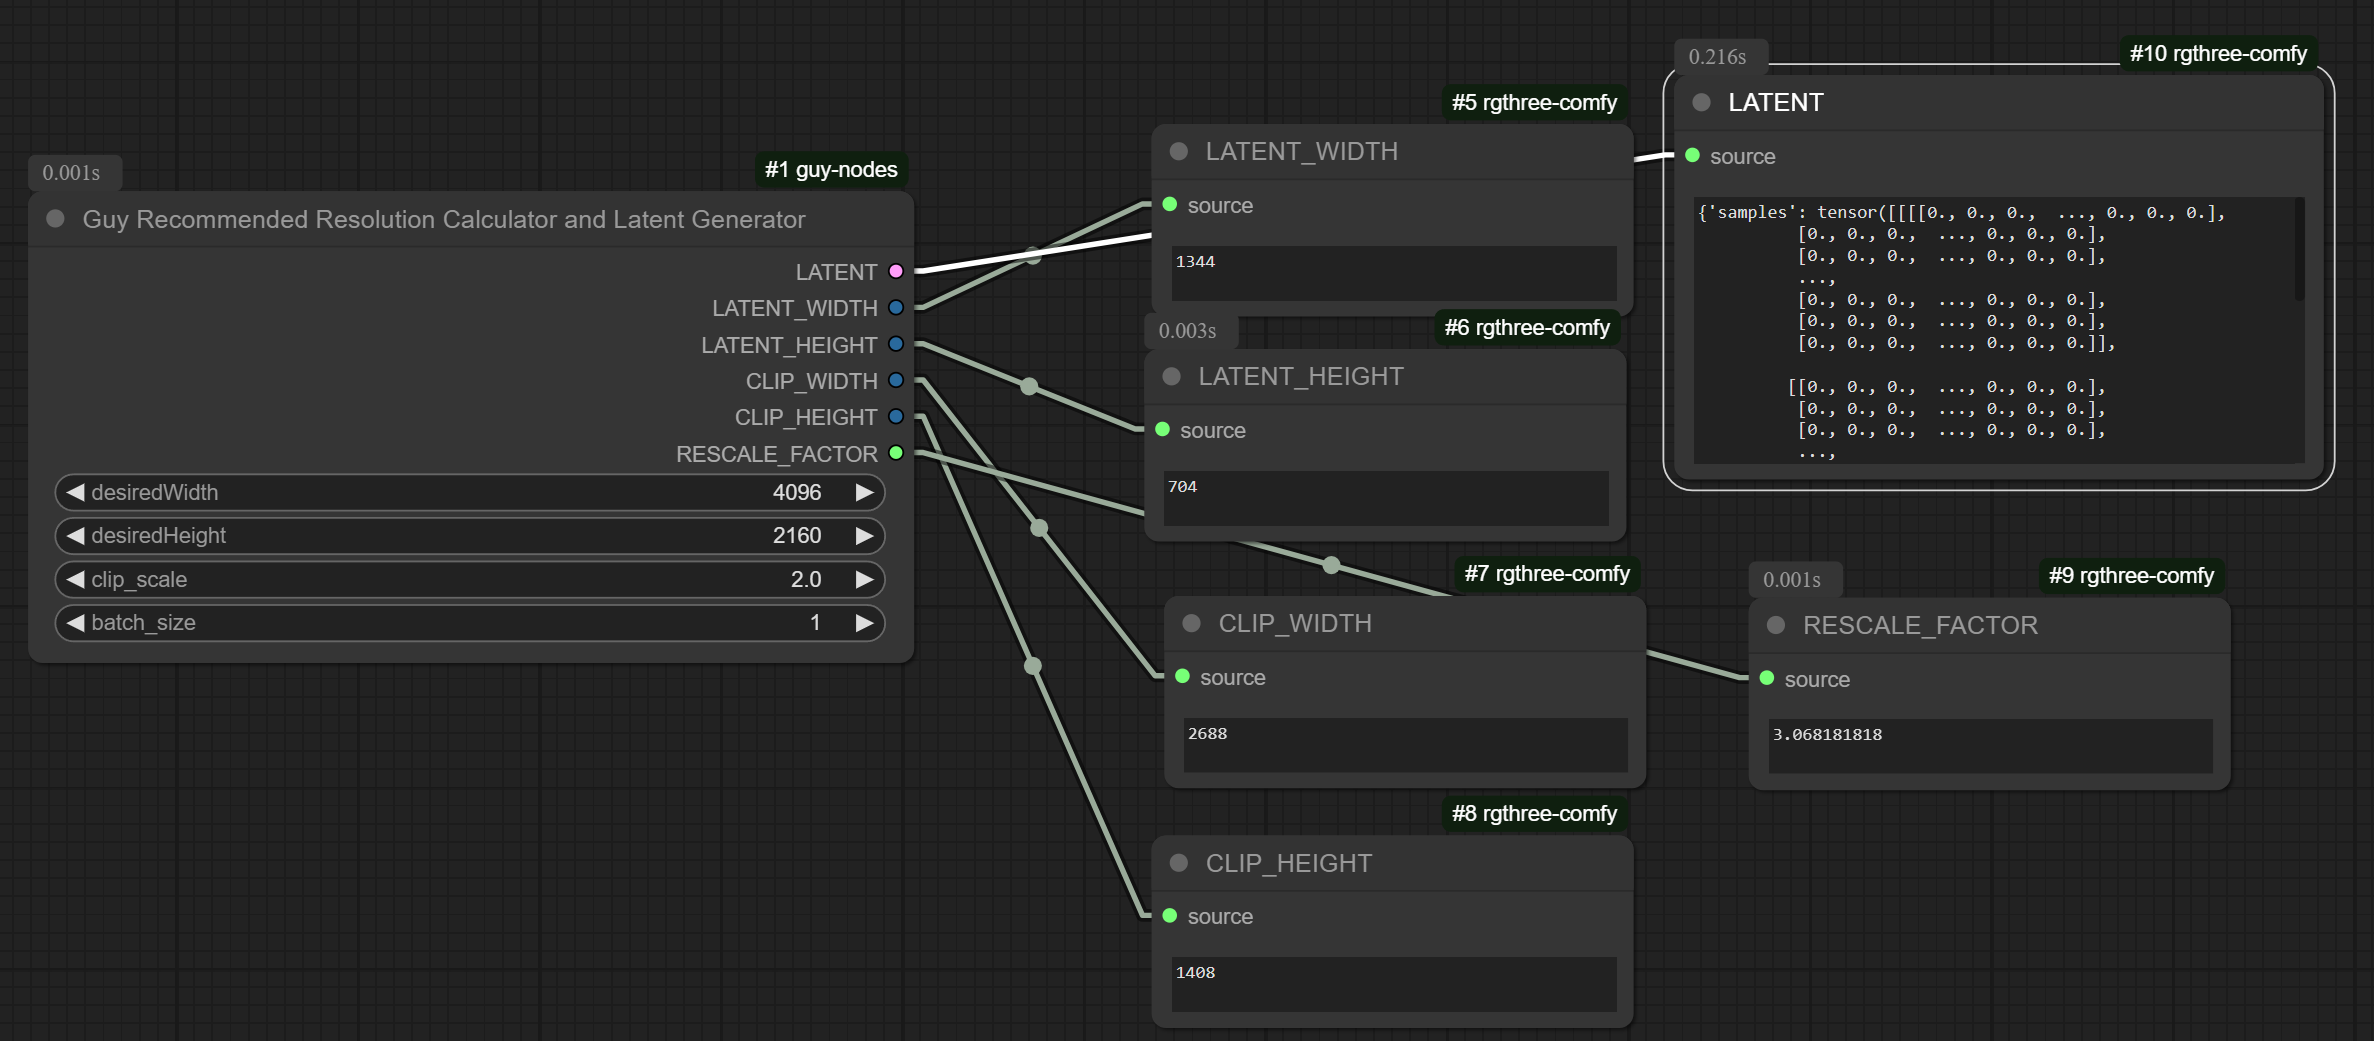 0.001s
#1 guy-nodes
Guy Recommended Resolution Calculator and Latent Generator
LATENT
LATENT_WIDTH
LATENT_HEIGHT
CLIP_WIDTH
CLIP_HEIGHT
RESCALE_FACTOR
desiredWidth 4096
desiredHeight 2160
clip_scale 2.0
batch_size 1
#5 rgthree-comfy
LATENT_WIDTH
source
1344
0.003s
#6 rgthree-comfy
LATENT_HEIGHT
source
704
#7 rgthree-comfy
CLIP_WIDTH
source
2688
#8 rgthree-comfy
CLIP_HEIGHT
source
1408
0.216s
#10 rgthree-comfy
LATENT
source
{'samples': tensor([[[[0., 0., 0., ..., 0., 0., 0.],
[0., 0., 0., ..., 0., 0., 0.],
[0., 0., 0., ..., 0., 0., 0.],
...,
[0., 0., 0., ..., 0., 0., 0.],
[0., 0., 0., ..., 0., 0., 0.],
[0., 0., 0., ..., 0., 0., 0.]],
[[0., 0., 0., ..., 0., 0., 0.],
[0., 0., 0., ..., 0., 0., 0.],
[0., 0., 0., ..., 0., 0., 0.],
...,
0.001s
#9 rgthree-comfy
RESCALE_FACTOR
source
3.068181818